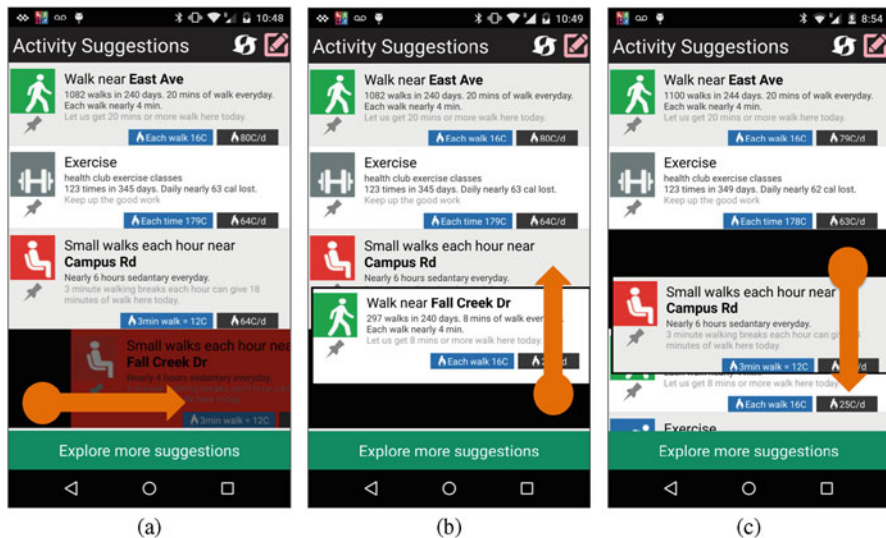 10:48
Activity Suggestions
Walk near East Ave
1082 walks in 240 days. 20 mins of walk everyday.
Each walk nearly 4 min.
Let us get 20 mins or more walk here today.
Each walk 16C
80C/d
Exercise
health club exercise classes
123 times in 345 days. Daily nearly 63 cal lost.
Keep up the good work
Each time 179C
64C/d
Small walks each hour near
Campus Rd
Nearly 6 hours sedantary everyday.
3 minute walking breaks each hour can give 18
minutes of walk here today.
3min walk = 12C
64C/d
Small walks each hour nea
Fall Creek Dr
Nearly 4 hours sedantary everyday.
3min walk = 12C
Explore more suggestions
(a)
10:49
Activity Suggestions
Walk near East Ave
1082 walks in 240 days. 20 mins of walk everyday.
Each walk nearly 4 min.
Let us get 20 mins or more walk here today.
Each walk 16C
80C/d
Exercise
health club exercise classes
123 times in 345 days. Daily nearly 63 cal lost.
Keep up the good work
Each time 179C
64C/d
Small walks each hour near
Campus Rd
Nearly 6 hours sedantary
Walk near Fall Creek Dr
297 walks in 240 days. 8 mins of walk
Each walk nearly 4 min.
Let us get 8 mins or more walk here
Each walk 16C
Explore more suggestions
(b)
8:54
Activity Suggestions
Walk near East Ave
1100 walks in 244 days. 20 mins of walk everyday.
Each walk nearly 4 min.
Let us get 20 mins or more walk here today.
Each walk 16C
79C/d
Exercise
health club exercise classes
123 times in 349 days. Daily nearly 62 cal lost.
Keep up the good work
Each time 178C
63C/d
Small walks each hour near
Campus Rd
Nearly 6 hours sedantary everyday.
3 minute walking breaks each hour can
minutes of walk here today.
3min walk = 12C
Let us get 8 mins or more walk here today.
Each walk 16C
25C/d
Exercise
Explore more suggestions
(c)